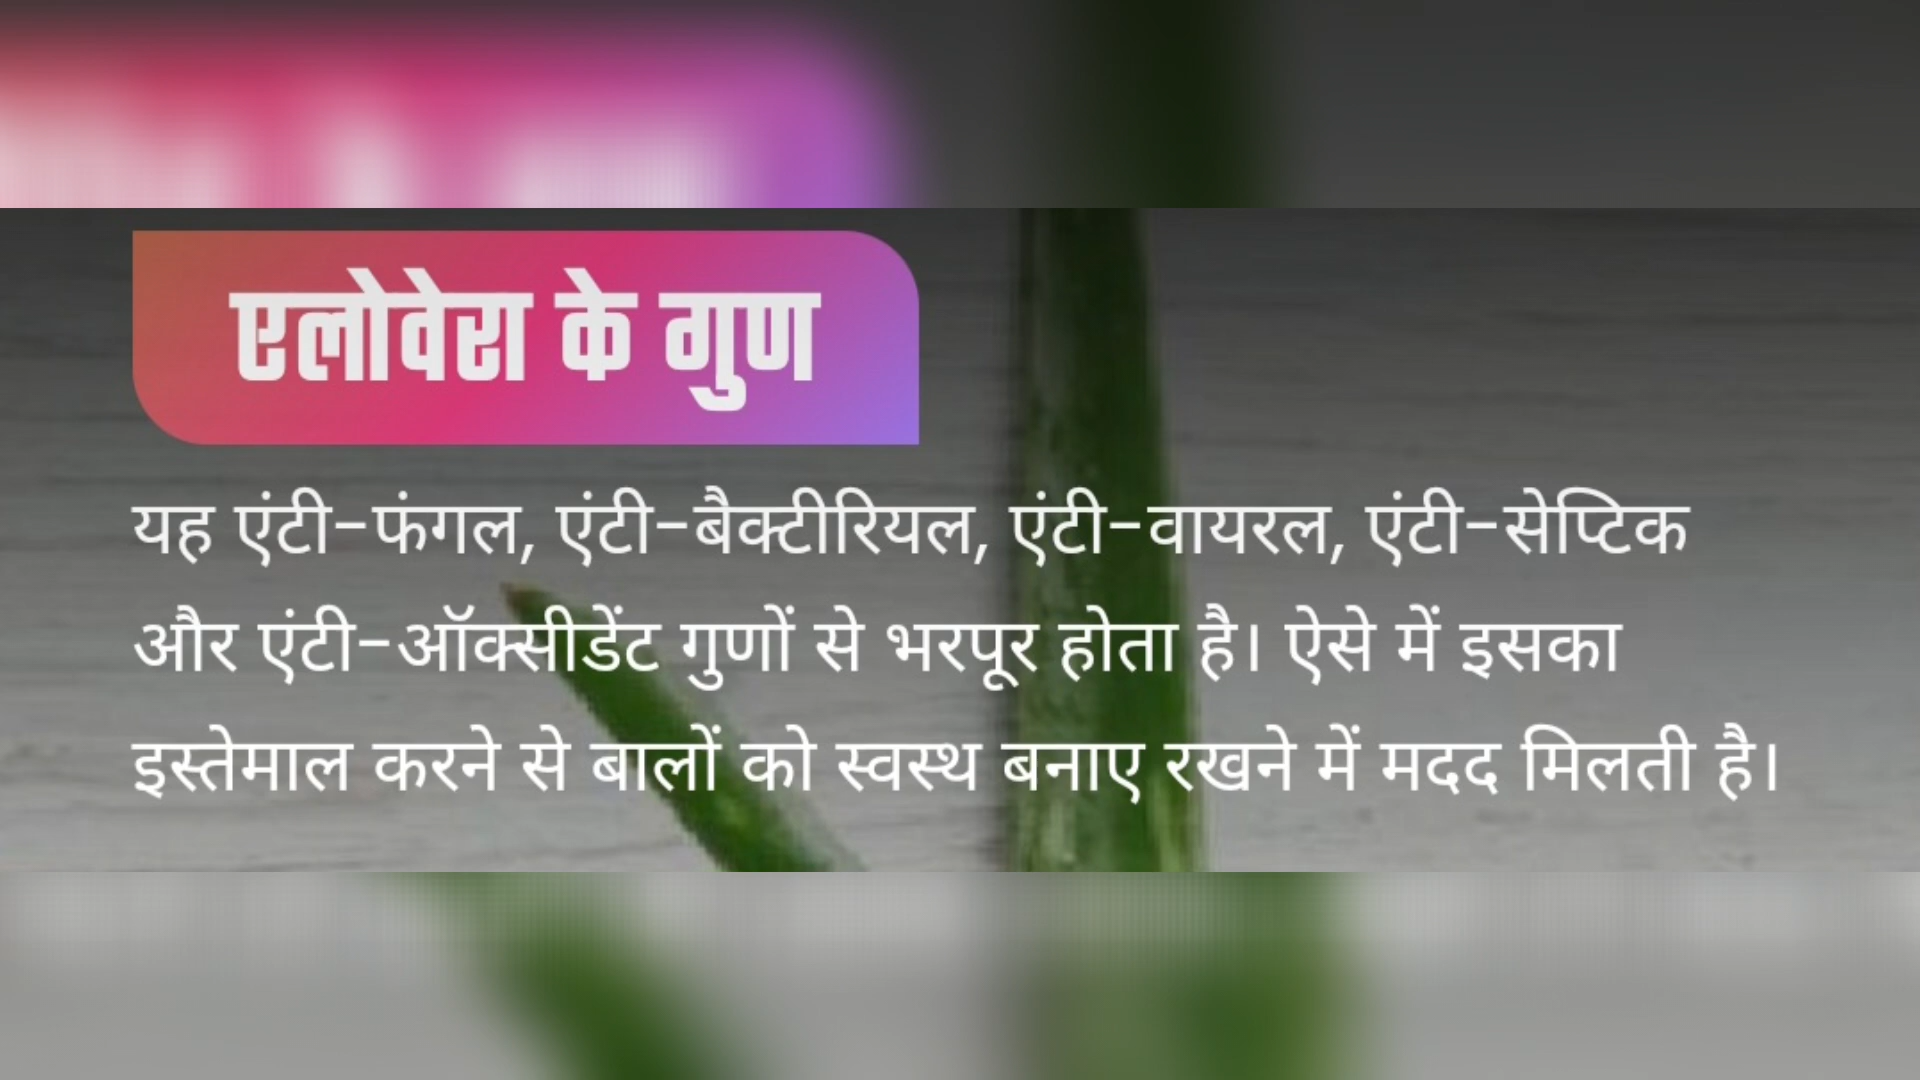 एलोवेरा के गुण
यह एंटी-फंगल, एंटी-बैक्टीरियल, एंटी-वायरल, एंटी-सेप्टिक
और एंटी-ऑक्सीडेंट गुणों से भरपूर होता है। ऐसे में इसका
इस्तेमाल करने से बालों को स्वस्थ बनाए रखने में मदद मिलती है।